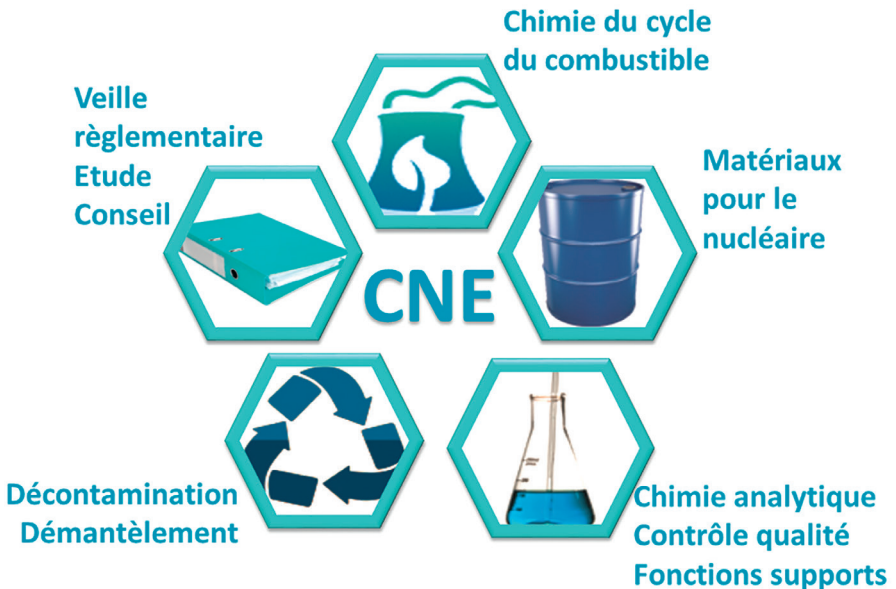 Chimie du cycle
du combustible
Veille
règlementaire
Etude
Conseil
Matériaux
pour le
nucléaire
CNE
Décontamination
Démantèlement
Chimie analytique
Contrôle qualité
Fonctions supports